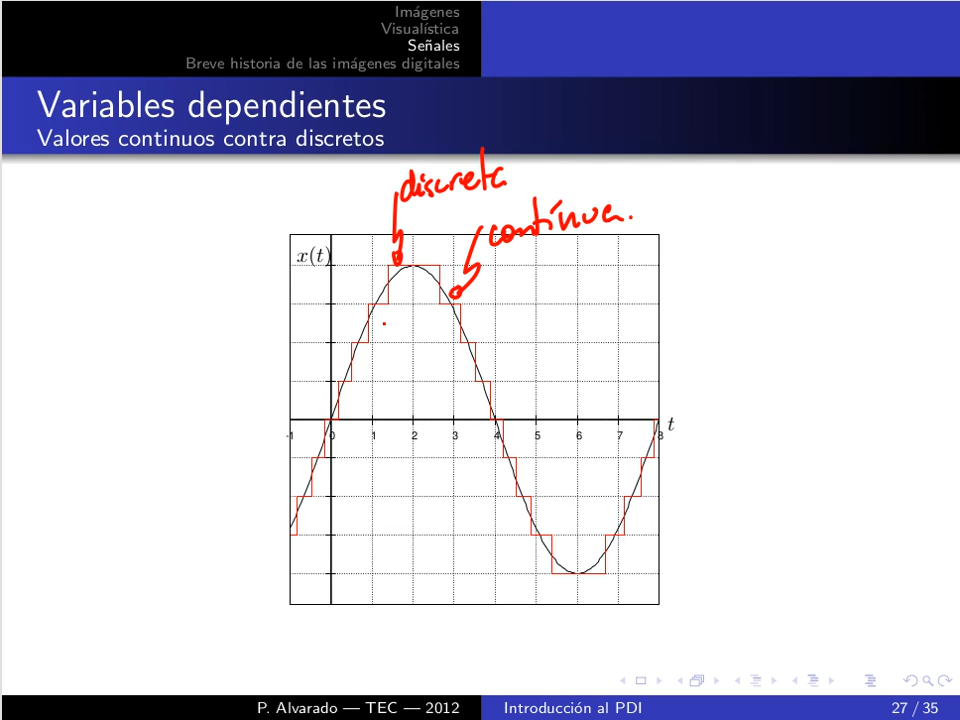 Imágenes
Visualística
Señales
Breve historia de las imágenes digitales
Variables dependientes
Valores continuos contra discretos
discreta
contínua.
x(t)
t
-1 0 1 2 3 4 5 6 7 8
P. Alvarado — TEC — 2012 Introducción al PDI 27 / 35